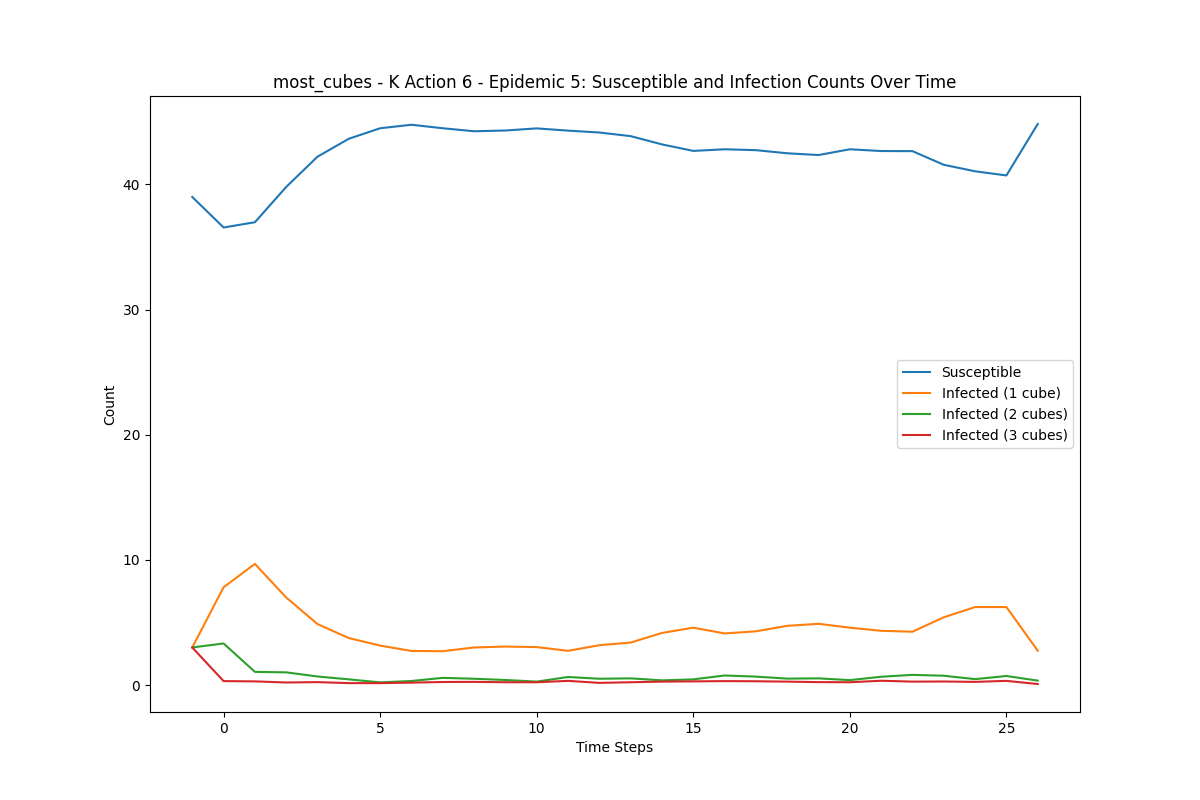 most_cubes - K Action 6 - Epidemic 5: Susceptible and Infection Counts Over Time
Count
40
30
20
10
0
Susceptible
Infected (1 cube)
Infected (2 cubes)
Infected (3 cubes)
0 5 10 15 20 25
Time Steps